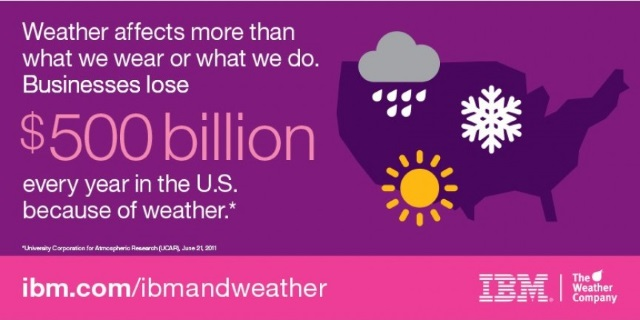 Weather affects more than
what we wear or what we do.
Businesses lose
$500 billion
every year in the U.S.
because of weather.*
*University Corporation for Atmospheric Research (UCAR), June 21, 2011
ibm.com/ibmandweather
IBM®
The
Weather
Company